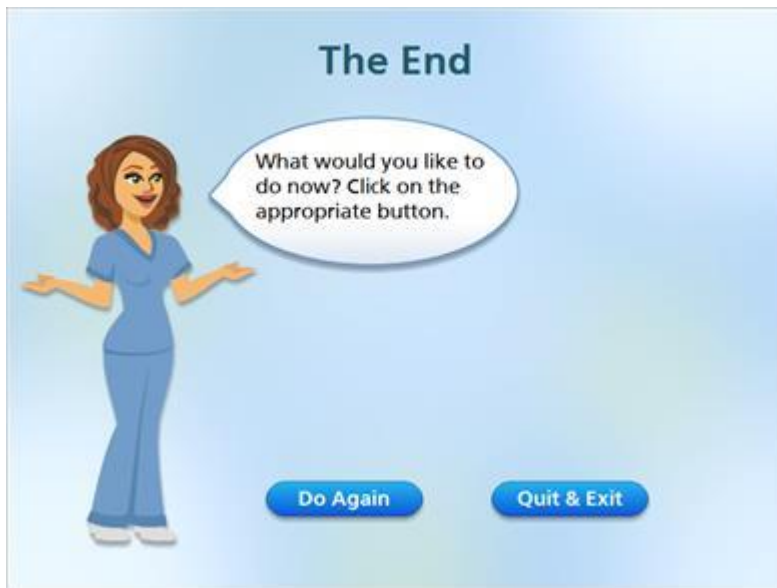 The End
What would you like to
do now? Click on the
appropriate button.
Do Again
Quit & Exit